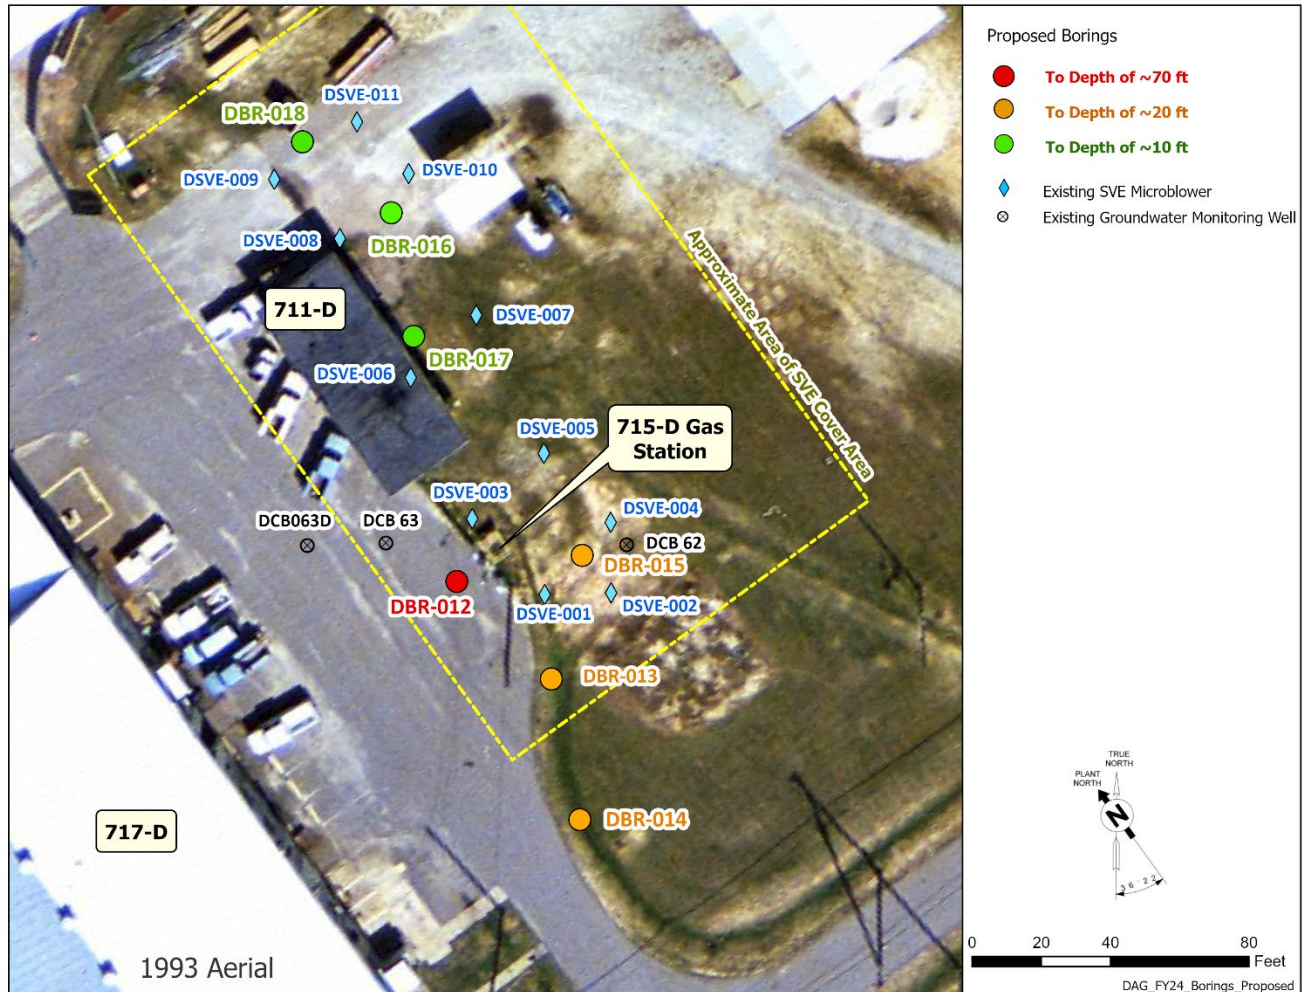 Proposed Borings
To Depth of ~70 ft
To Depth of ~20 ft
To Depth of ~10 ft
Existing SVE Microblower
Existing Groundwater Monitoring Well
DSVE-011
DBR-018
DSVE-010
DSVE-009
DBR-016
DSVE-008
Approximate Area of SVE Cover Area
711-D
DSVE-007
DBR-017
DSVE-006
715-D Gas
Station
DSVE-005
DSVE-003
DSVE-004
DCB063D
DCB 63
DCB 62
DBR-015
DBR-012
DSVE-001
DSVE-002
DBR-013
DBR-014
717-D
1993 Aerial
TRUE
NORTH
PLANT
NORTH
N
36°22'
0 20 40 80
Feet
DAG_FY24_Borings_Proposed